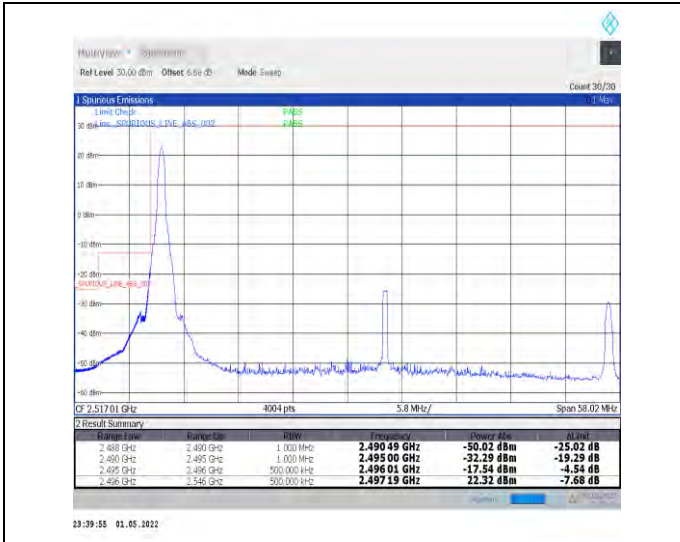 MultiView Spectrum
Ref Level 30.00 dBm Offset 6.68 dB Mode Sweep
Count 30/30
1 Spurious Emissions
Limit Check PASS
30 dBm Line _SPURIOUS_LINE_ABS_002 PASS
20 dBm
10 dBm
0 dBm
-10 dBm
-20 dBm
_SPURIOUS_LINE_ABS_002
-30 dBm
-40 dBm
-50 dBm
-60 dBm
CF 2.51701 GHz 4004 pts 5.8 MHz/ Span 58.02 MHz
2 Result Summary
Range Low Range Up RBW Frequency Power Abs ΔLimit
2.488 GHz 2.490 GHz 1.000 MHz 2.490 49 GHz -50.02 dBm -25.02 dB
2.490 GHz 2.495 GHz 1.000 MHz 2.495 00 GHz -32.29 dBm -19.29 dB
2.495 GHz 2.496 GHz 500.000 kHz 2.496 01 GHz -17.54 dBm -4.54 dB
2.496 GHz 2.546 GHz 500.000 kHz 2.497 19 GHz 22.32 dBm -7.68 dB
23:39:55 01.05.2022